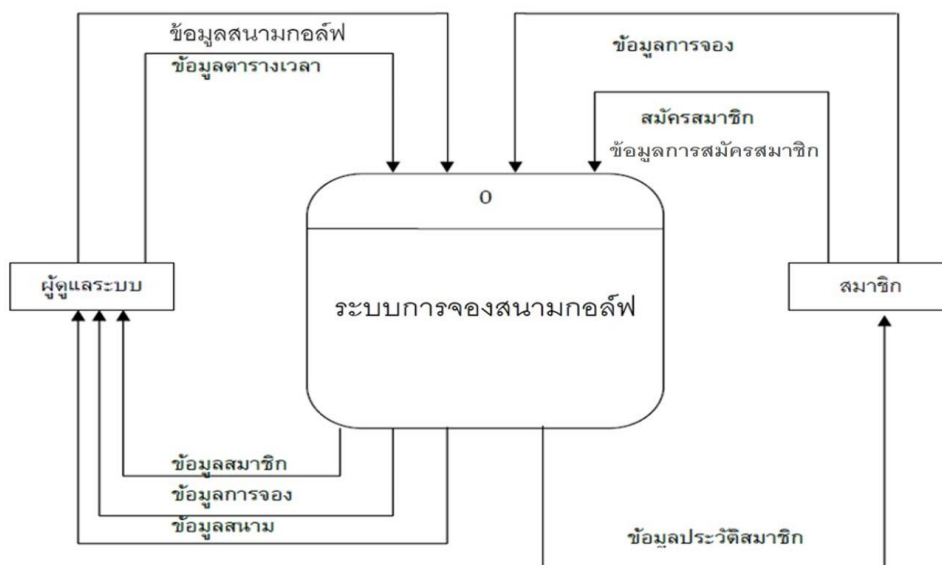 ข้อมูลสนามกอล์ฟ
ข้อมูลตารางเวลา
ข้อมูลการจอง
สมัครสมาชิก
ข้อมูลการสมัครสมาชิก
0
ผู้ดูแลระบบ
ระบบการจองสนามกอล์ฟ
สมาชิก
ข้อมูลสมาชิก
ข้อมูลการจอง
ข้อมูลสนาม
ข้อมูลประวัติสมาชิก